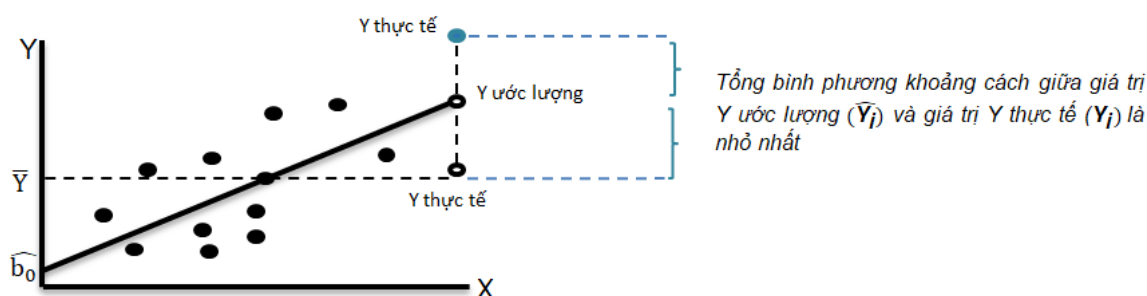 Y thực tế
Y
Y ước lượng
Tổng bình phương khoảng cách giữa giá trị
Y ước lượng (Ŷᵢ) và giá trị Y thực tế (Yᵢ) là
nhỏ nhất
Ȳ
Y thực tế
b̂₀
X